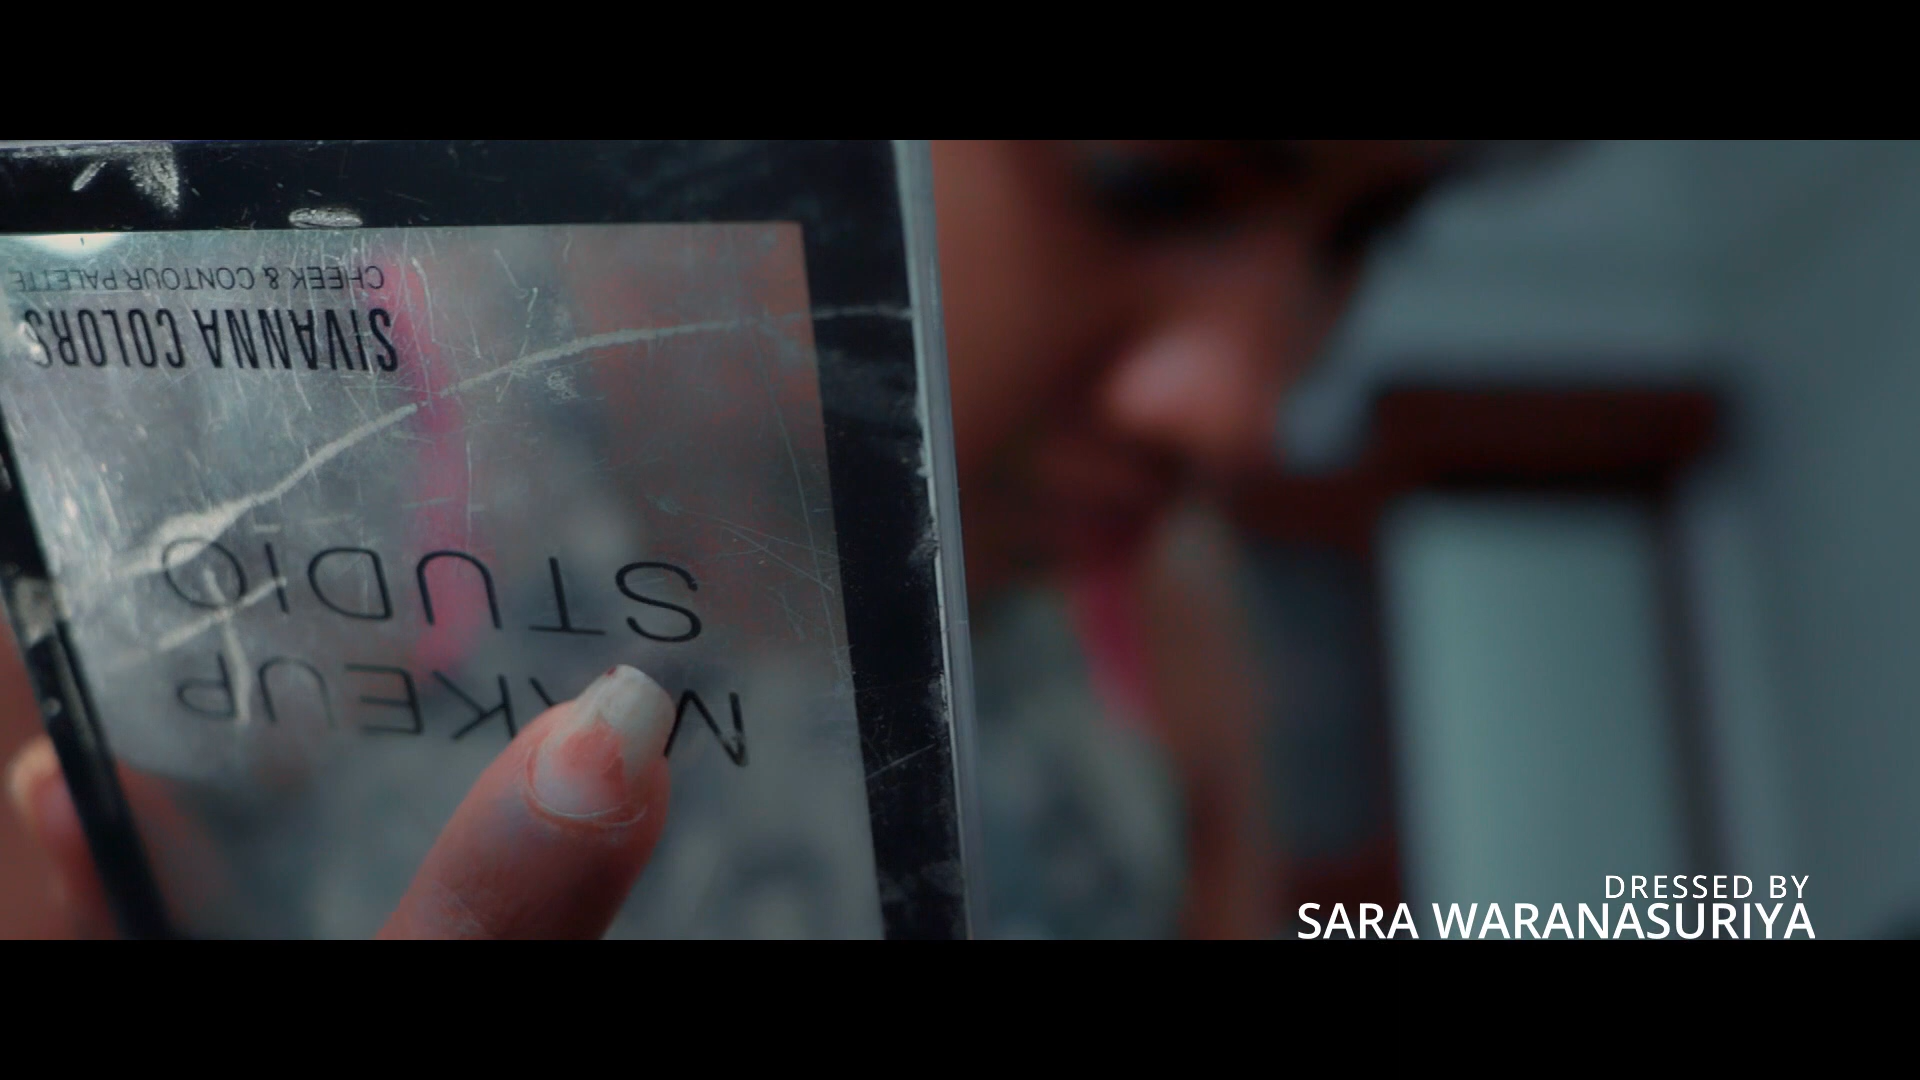 CHEEK & CONTOUR PALETTE
SIVANNA COLORS
STUDIO
MAKEUP
DRESSED BY
SARA WARANASURIYA